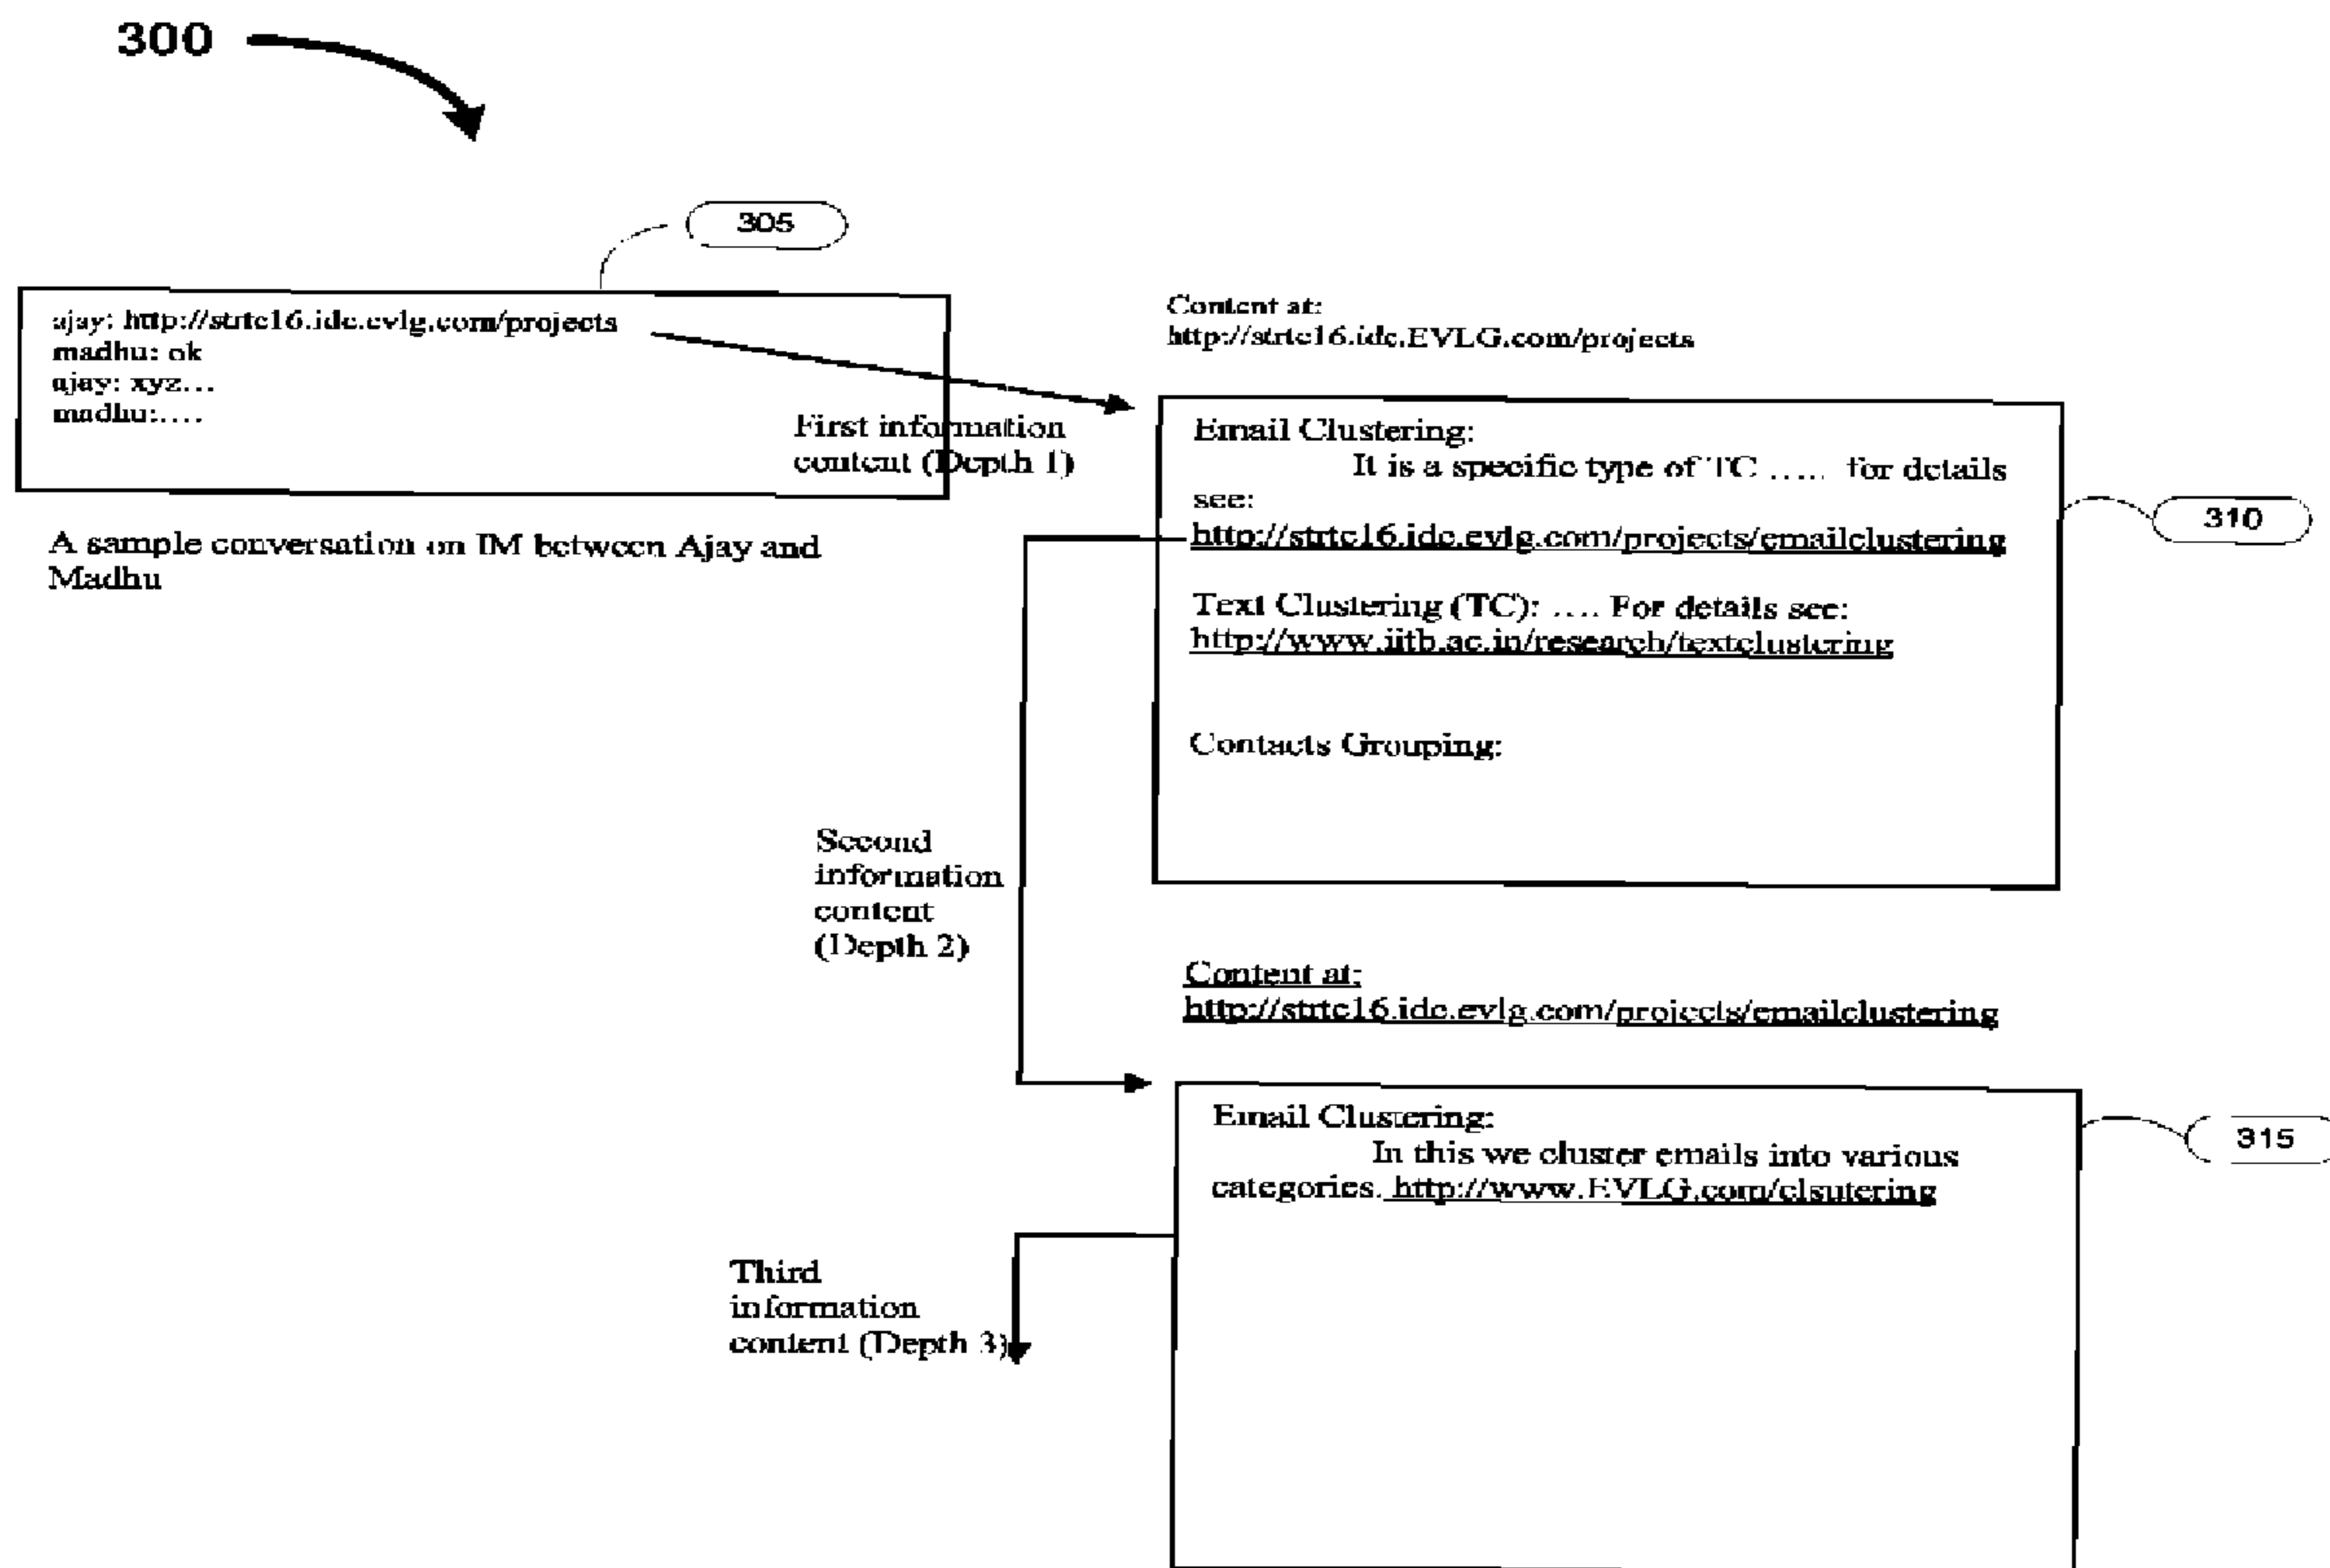 300
305
ajay: http://strtc16.idc.evlg.com/projects
madhu: ok
ajay: xyz...
madhu:....
A sample conversation on IM between Ajay and
Madhu
First information
content (Depth 1)
Content at:
http://strtc16.idc.EVLG.com/projects
310
Email Clustering:
It is a specific type of TC ..... for details
see:
http://strtc16.idc.evlg.com/projects/emailclustering
Text Clustering (TC): .... For details see:
http://www.iitb.ac.in/research/textclustering
Contacts Grouping:
Second
information
content
(Depth 2)
Content at:
http://strtc16.idc.evlg.com/projects/emailclustering
315
Email Clustering:
In this we cluster emails into various
categories. http://www.EVLG.com/clsutering
Third
information
content (Depth 3)